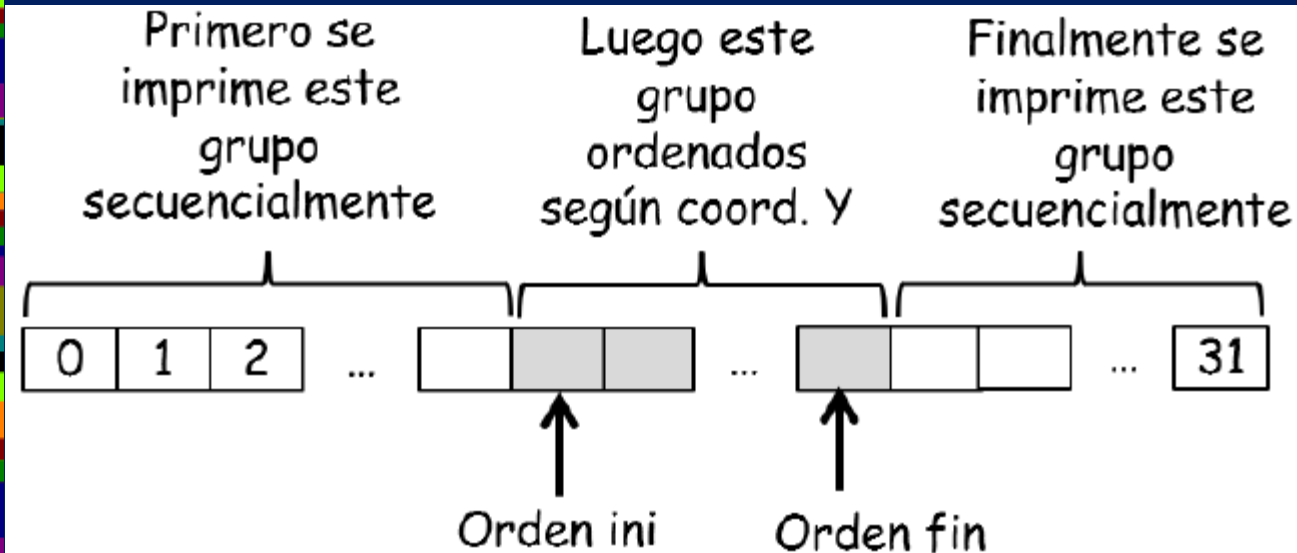 Primero se
imprime este
grupo
secuencialmente
Luego este
grupo
ordenados
según coord. Y
Finalmente se
imprime este
grupo
secuencialmente
0 1 2 ... ... ... 31
Orden ini
Orden fin